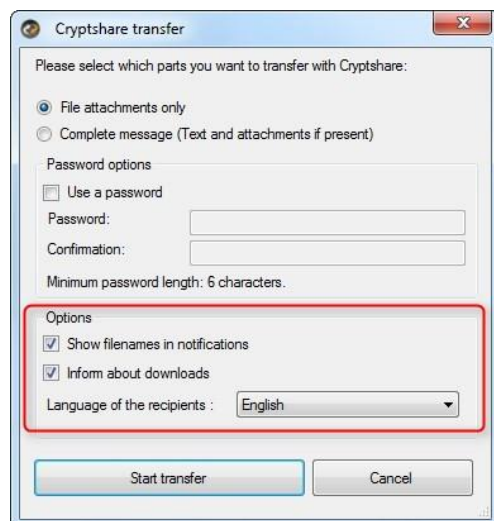 Cryptshare transfer
Please select which parts you want to transfer with Cryptshare:
File attachments only
Complete message (Text and attachments if present)
Password options
Use a password
Password:
Confirmation:
Minimum password length: 6 characters.
Options
Show filenames in notifications
Inform about downloads
Language of the recipients : English
Start transfer Cancel